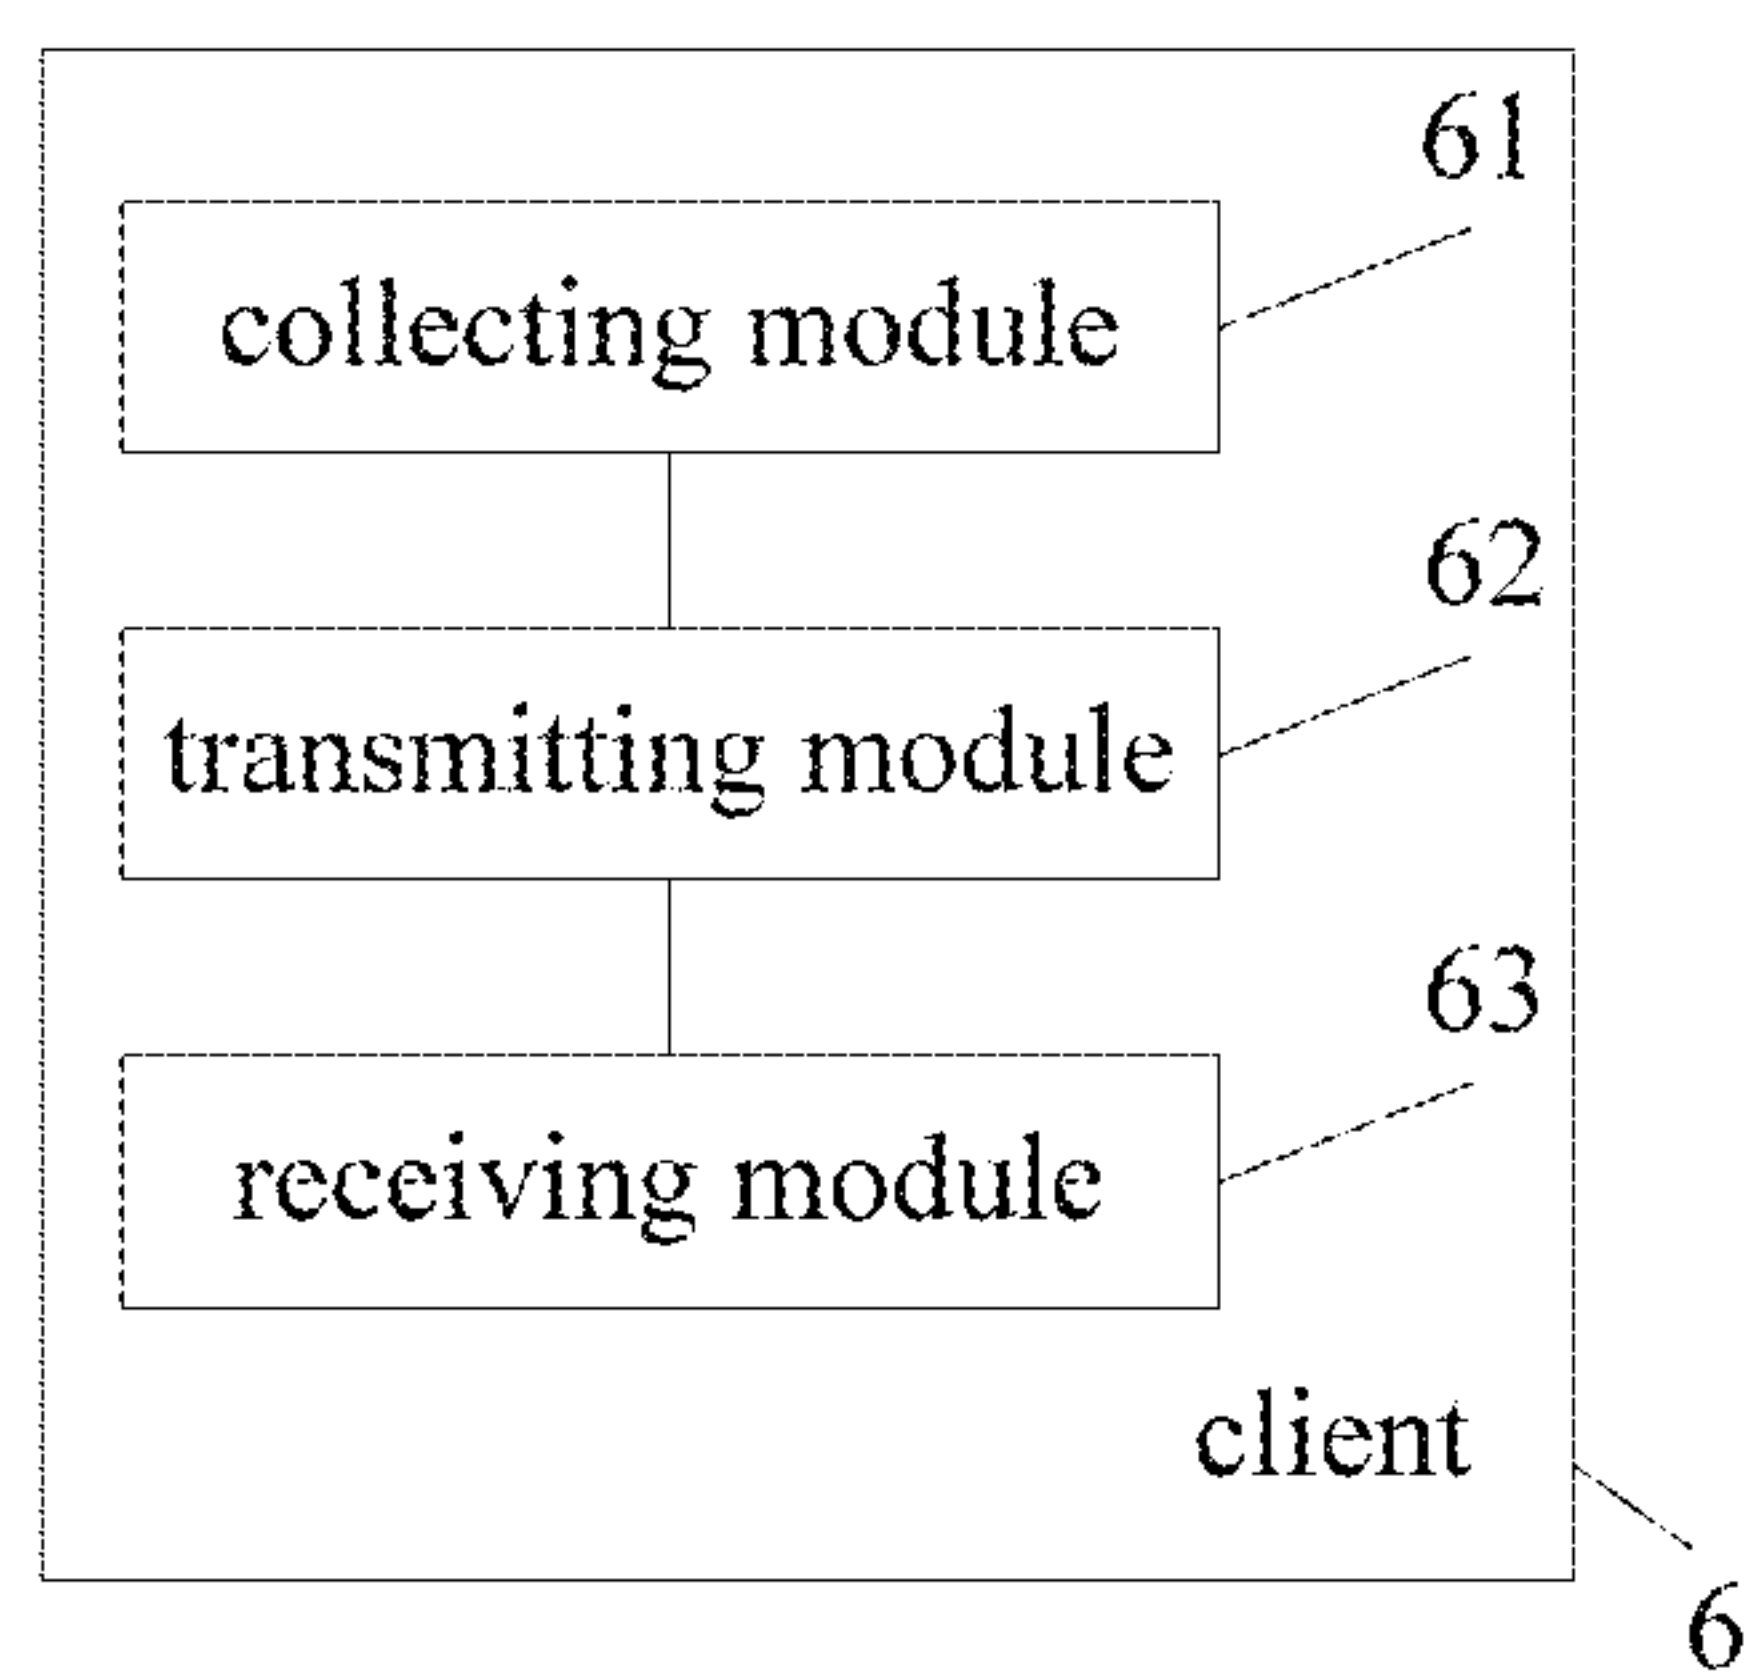 61
collecting module
62
transmitting module
63
receiving module
client
6